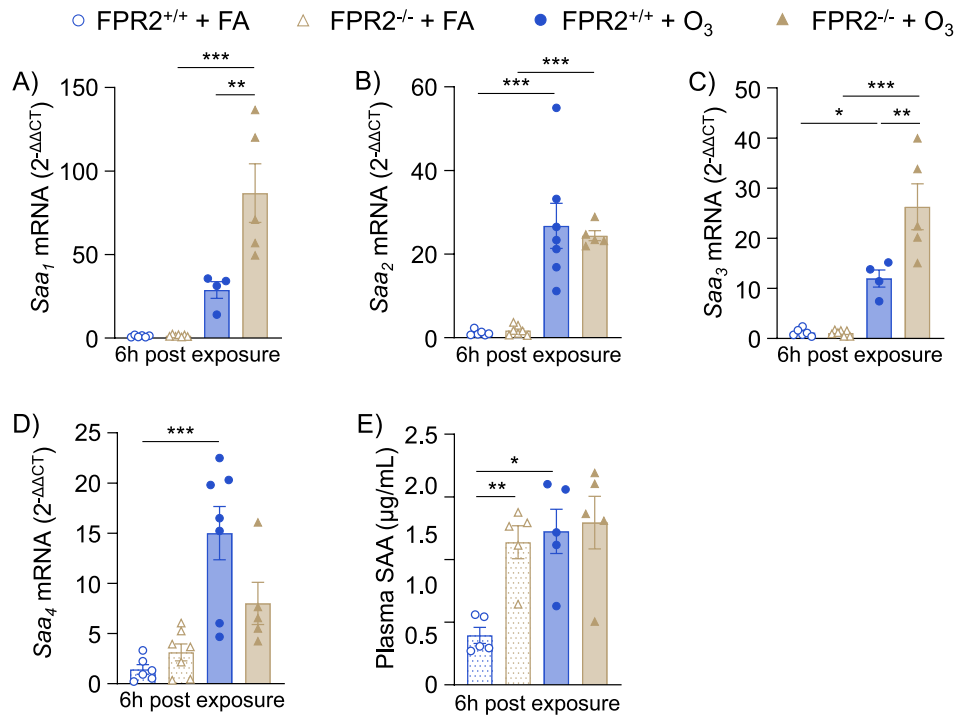 FPR2+/+ + FA FPR2-/- + FA FPR2+/+ + O3 FPR2-/- + O3
A)
Saa1 mRNA (2-ΔΔCT)
150
100
50
0
***
**
6h post exposure
B)
Saa2 mRNA (2-ΔΔCT)
60
40
20
0
***
***
6h post exposure
C)
Saa3 mRNA (2-ΔΔCT)
50
40
30
20
10
0
***
* **
6h post exposure
D)
Saa4 mRNA (2-ΔΔCT)
25
20
15
10
5
0
***
6h post exposure
E)
Plasma SAA (µg/mL)
2.5
2.0
1.5
1.0
0.5
0
*
**
6h post exposure